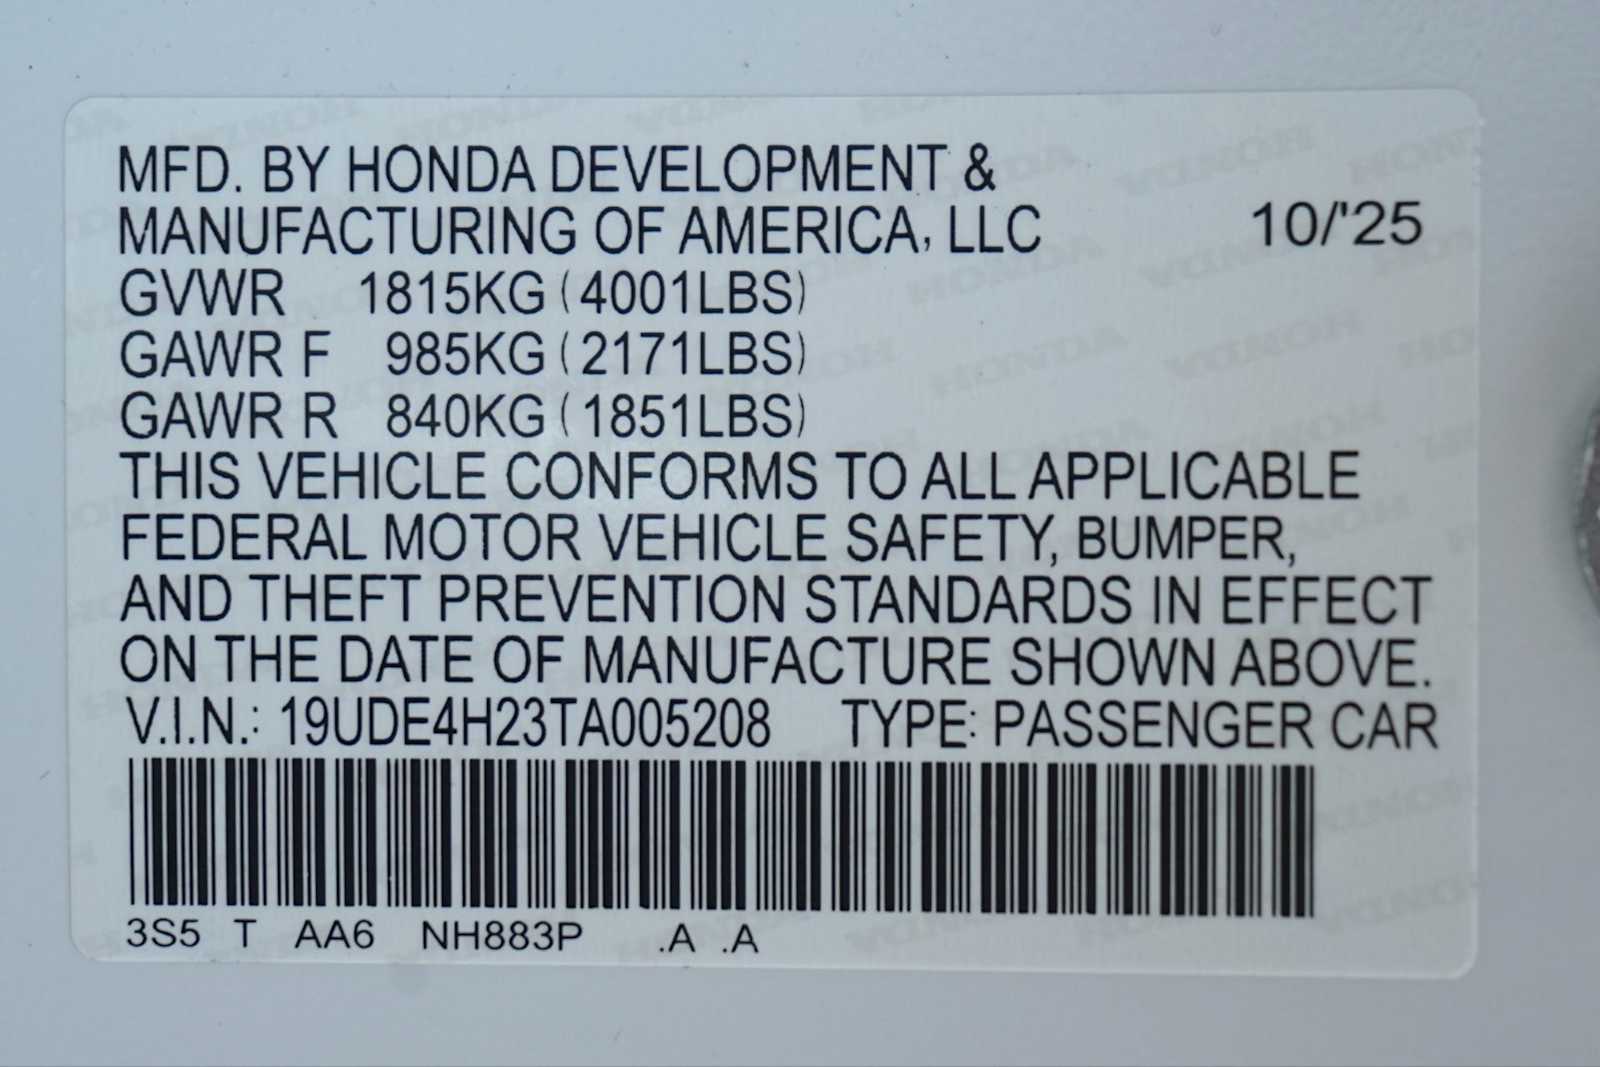 MFD. BY HONDA DEVELOPMENT &
MANUFACTURING OF AMERICA, LLC 10/'25
GVWR 1815KG (4001LBS)
GAWR F 985KG (2171LBS)
GAWR R 840KG (1851LBS)
THIS VEHICLE CONFORMS TO ALL APPLICABLE
FEDERAL MOTOR VEHICLE SAFETY, BUMPER,
AND THEFT PREVENTION STANDARDS IN EFFECT
ON THE DATE OF MANUFACTURE SHOWN ABOVE.
V.I.N.: 19UDE4H23TA005208 TYPE: PASSENGER CAR
3S5 T AA6 NH883P .A .A